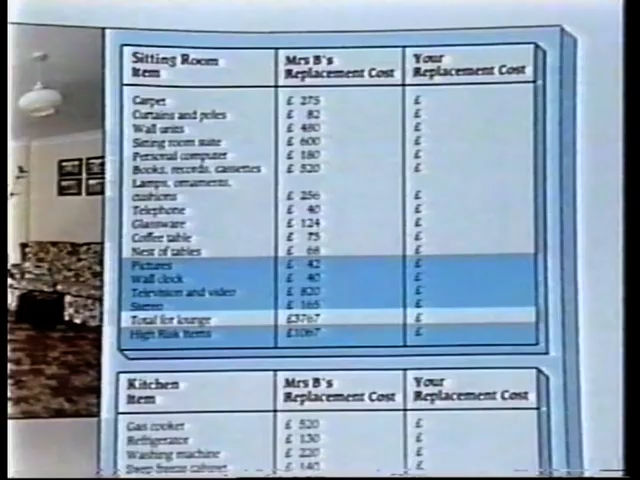 Sitting Room Item Mrs B's Replacement Cost Your Replacement Cost
Carpet £ 275 £
Curtains and poles £ 82 £
Wall units £ 480 £
Sitting room suite £ 600 £
Personal computer £ 180 £
Books, records, cassettes £ 520 £
Lamps, ornaments,
cushions £ 256 £
Telephone £ 40 £
Glassware £ 124 £
Coffee table £ 75 £
Nest of tables £ 68 £
Pictures £ 42 £
Wall clock £ 40 £
Television and video £ 820 £
Stereo £ 165 £
Total for lounge £3767 £
High Risk Items £1067 £
Kitchen Item Mrs B's Replacement Cost Your Replacement Cost
Gas cooker £ 520 £
Refrigerator £ 130 £
Washing machine £ 220 £
Deep freeze cabinet £ 140 £